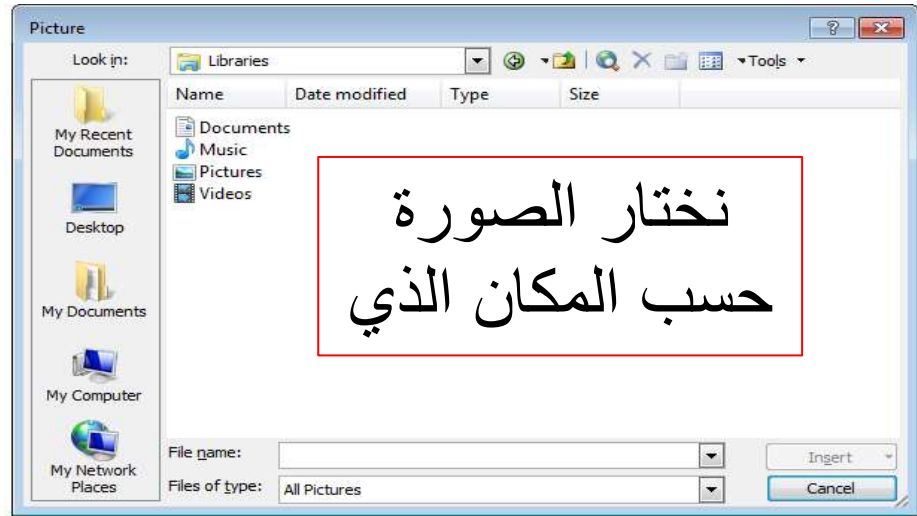 Picture
Look in:
Libraries
Tools
Name Date modified Type Size
My Recent
Documents
Desktop
My Documents
My Computer
My Network
Places
Documents
Music
Pictures
Videos
نختار الصورة
حسب المكان الذي
File name:
Insert
Files of type:
All Pictures
Cancel